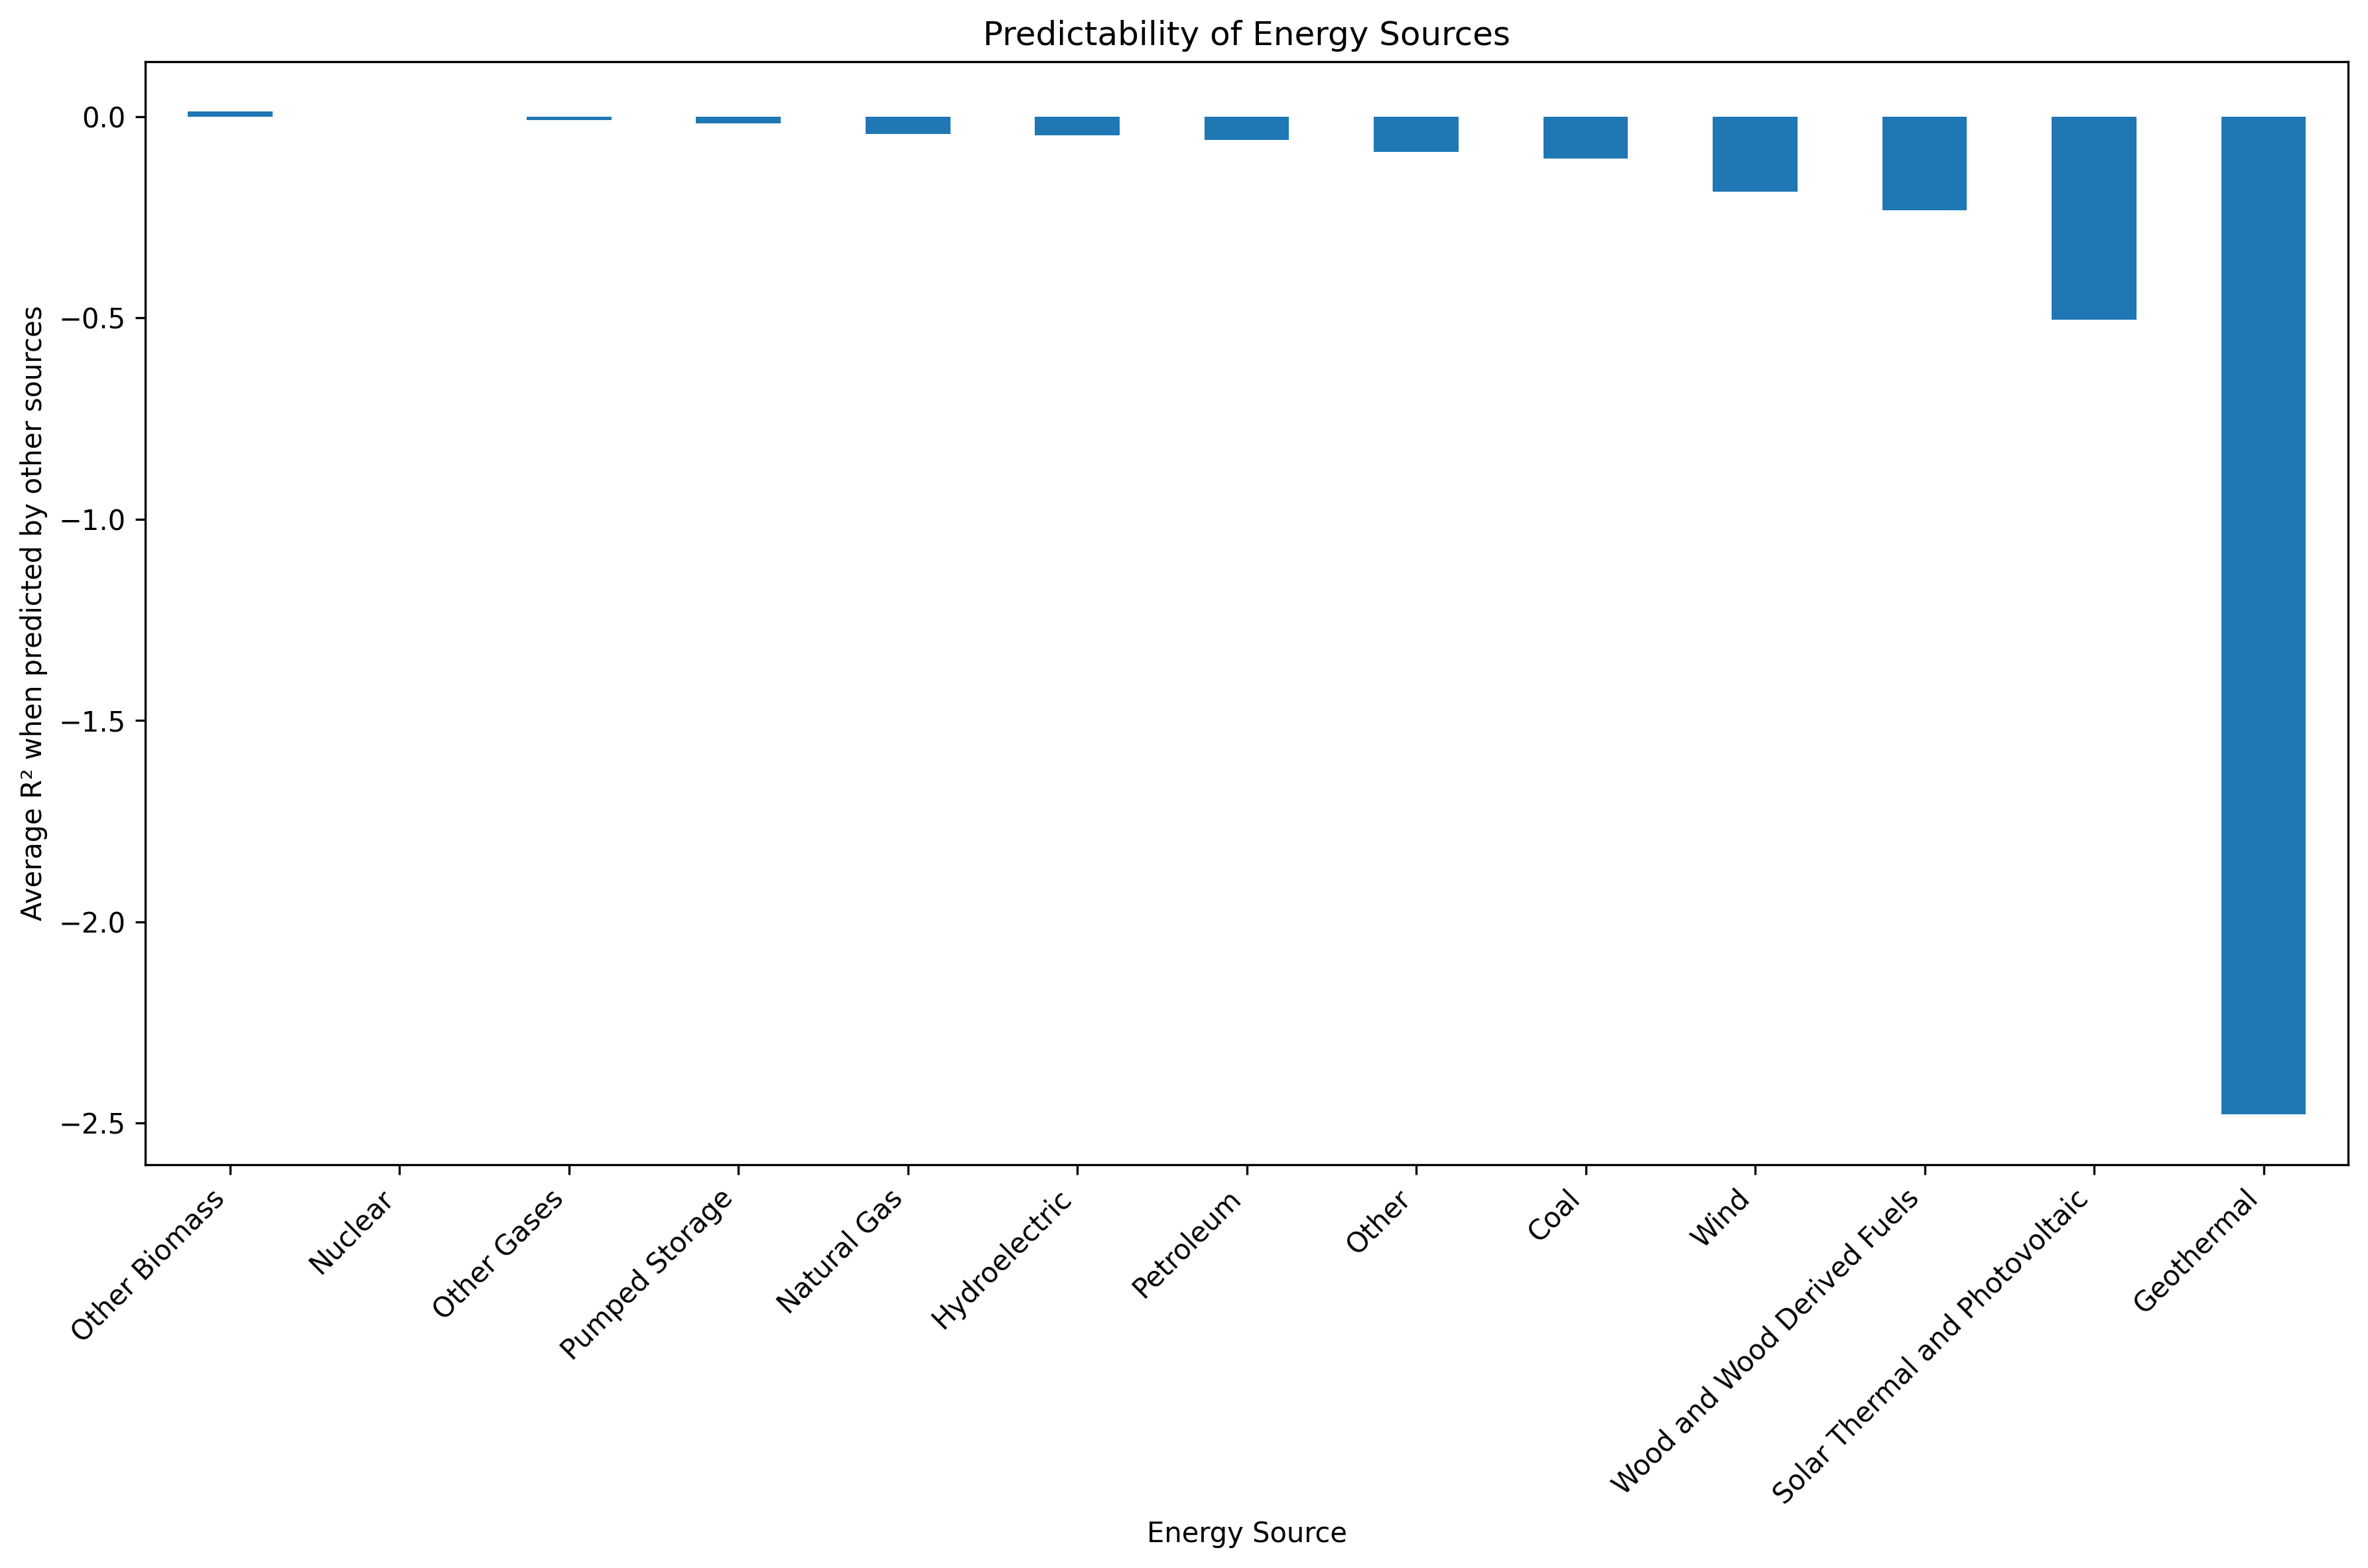 Predictability of Energy Sources
Average R² when predicted by other sources
0.0
−0.5
−1.0
−1.5
−2.0
−2.5
Other Biomass
Nuclear
Other Gases
Pumped Storage
Natural Gas
Hydroelectric
Petroleum
Other
Coal
Wind
Wood and Wood Derived Fuels
Solar Thermal and Photovoltaic
Geothermal
Energy Source